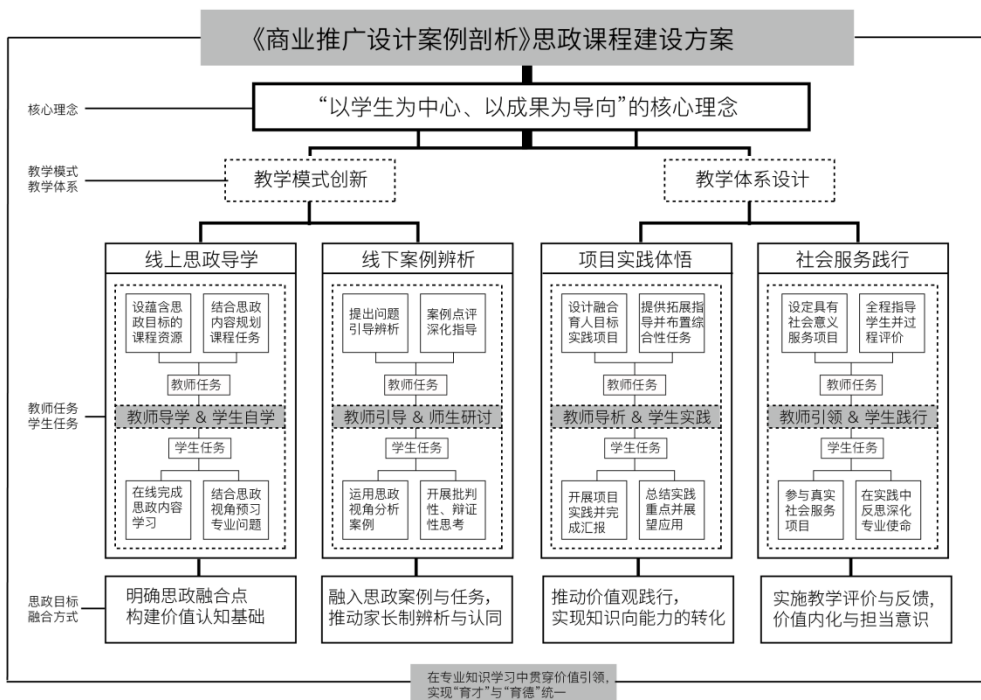 《商业推广设计案例剖析》思政课程建设方案
核心理念
“以学生为中心、以成果为导向”的核心理念
教学模式
教学体系
教学模式创新
教学体系设计
线上思政导学
线下案例辨析
项目实践体悟
社会服务践行
设蕴含思
政目标的
课程资源
结合思政
内容规划
课程任务
提出问题
引导辨析
案例点评
深化指导
设计融合
育人目标
实践项目
提供拓展指
导并布置综
合性任务
设定具有
社会意义
服务项目
全程指导
学生并过
程评价
教师任务
教师任务
教师任务
教师任务
教师任务
学生任务
教师导学 & 学生自学
教师引导 & 师生研讨
教师导析 & 学生实践
教师引领 & 学生践行
学生任务
学生任务
学生任务
学生任务
在线完成
思政内容
学习
结合思政
视角预习
专业问题
运用思政
视角分析
案例
开展批判
性、辩证
性思考
开展项目
实践并完
成汇报
总结实践
重点并展
望应用
参与真实
社会服务
项目
在实践中
反思深化
专业使命
思政目标
融合方式
明确思政融合点
构建价值认知基础
融入思政案例与任务，
推动家长制辨析与认同
推动价值观践行，
实现知识向能力的转化
实施教学评价与反馈，
价值内化与担当意识
在专业知识学习中贯穿价值引领，
实现“育才”与“育德”统一